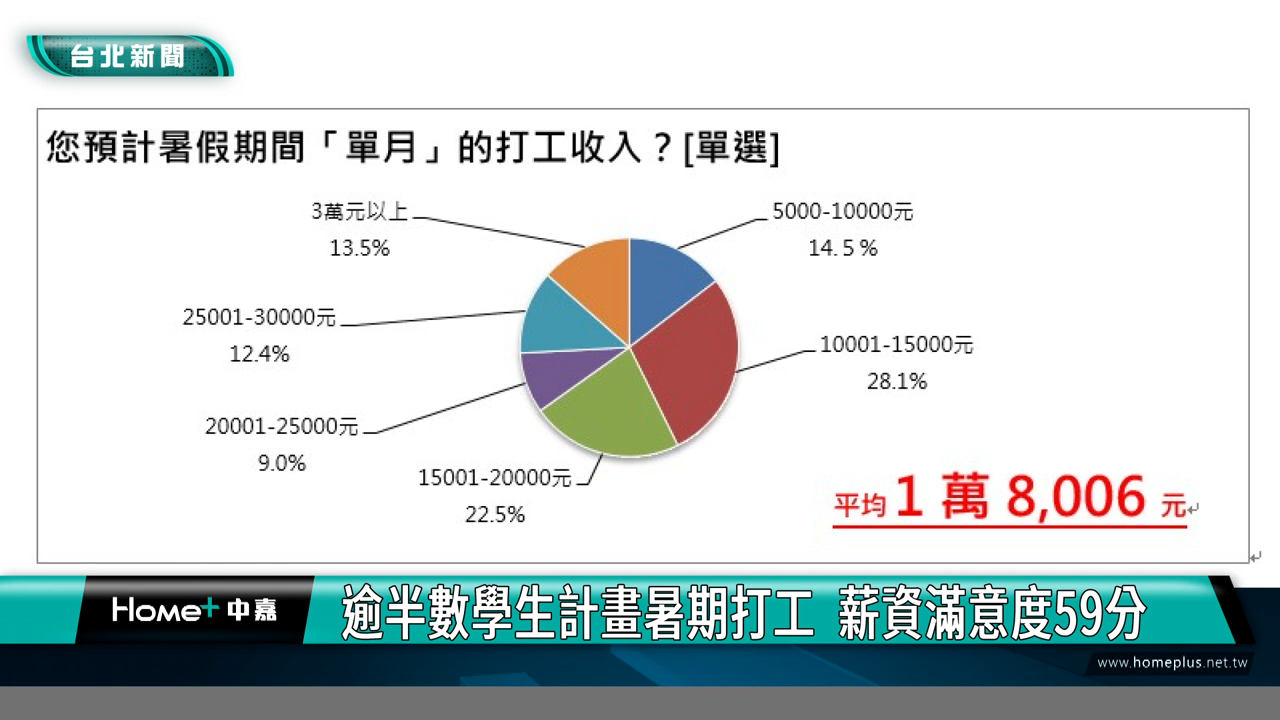 台北新聞
您預計暑假期間「單月」的打工收入？[單選]
3萬元以上
13.5%
5000-10000元
14.5%
25001-30000元
12.4%
10001-15000元
28.1%
20001-25000元
9.0%
15001-20000元
22.5%
平均 1 萬 8,006 元
Home+ 中嘉
逾半數學生計畫暑期打工 薪資滿意度59分
www.homeplus.net.tw